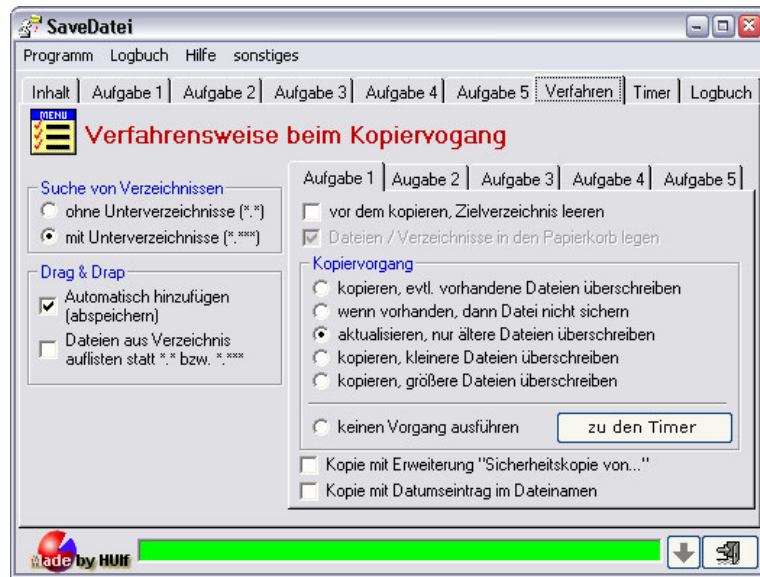 SaveDatei
Programm Logbuch Hilfe sonstiges
Inhalt Aufgabe 1 Aufgabe 2 Aufgabe 3 Aufgabe 4 Aufgabe 5 Verfahren Timer Logbuch
MENU
Verfahrensweise beim Kopiervogang
Suche von Verzeichnissen
ohne Unterverzeichnisse (*.*)
mit Unterverzeichnisse (*.***)
Drag & Drap
Automatisch hinzufügen
(abspeichern)
Dateien aus Verzeichnis
auflisten statt *.* bzw. *.***
Aufgabe 1 Augabe 2 Aufgabe 3 Aufgabe 4 Aufgabe 5
vor dem kopieren, Zielverzeichnis leeren
Dateien / Verzeichnisse in den Papierkorb legen
Kopiervorgang
kopieren, evtl. vorhandene Dateien überschreiben
wenn vorhanden, dann Datei nicht sichern
aktualisieren, nur ältere Dateien überschreiben
kopieren, kleinere Dateien überschreiben
kopieren, größere Dateien überschreiben
keinen Vorgang ausführen zu den Timer
Kopie mit Erweiterung "Sicherheitskopie von..."
Kopie mit Datumseintrag im Dateinamen
Made by HUlf